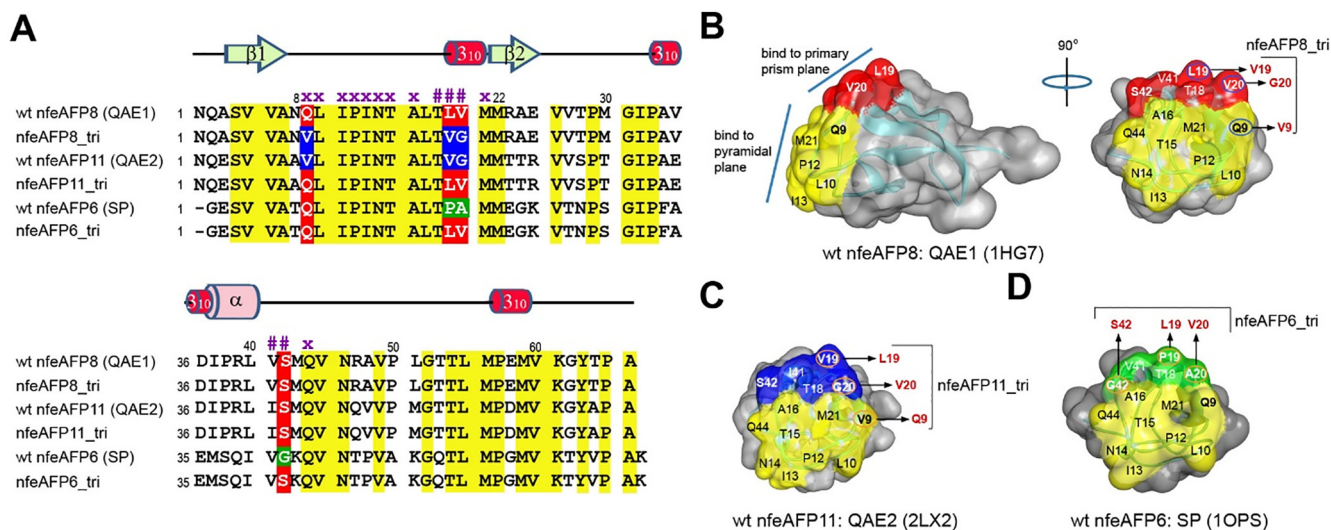 A
β1
3₁₀
β2
3₁₀
8 xx xxxxx x ### x22 30
wt nfeAFP8 (QAE1) 1 NQASV VANQL IPINT ALTLV MMRAE VVTPM GIPAV
nfeAFP8_tri 1 NQASV VANVL IPINT ALTVG MMRAE VVTPM GIPAV
wt nfeAFP11 (QAE2) 1 NQESV VAAVL IPINT ALTVG MMTTR VVSPT GIPAE
nfeAFP11_tri 1 NQESV VAAQL IPINT ALTLV MMTTR VVSPT GIPAE
wt nfeAFP6 (SP) 1 -GESV VATQL IPINT ALTPA MMEGK VTNPS GIPFA
nfeAFP6_tri 1 -GESV VATQL IPINT ALTLV MMEGK VTNPS GIPFA
3₁₀
α
3₁₀
40 ## x 50 60
wt nfeAFP8 (QAE1) 36 DIPRL VSMQV NRAVP LGTTL MPEMV KGYTP A
nfeAFP8_tri 36 DIPRL VSMQV NRAVP LGTTL MPEMV KGYTP A
wt nfeAFP11 (QAE2) 36 DIPRL ISMQV NQVVP MGTTL MPDMV KGYAP A
nfeAFP11_tri 36 DIPRL ISMQV NQVVP MGTTL MPDMV KGYAP A
wt nfeAFP6 (SP) 35 EMSQI VGKQV NTPVA KGQTL MPGMV KTYVP AK
nfeAFP6_tri 35 EMSQI VSKQV NTPVA KGQTL MPGMV KTYVP AK
B
bind to primary
prism plane
L19
V20
bind to
pyramidal
plane
Q9
M21
P12
L10
I13
90°
nfeAFP8_tri
L19 V19
V41
S42 T18 V20 G20
A16
Q44 M21 Q9 V9
T15
P12
N14 L10
I13
wt nfeAFP8: QAE1 (1HG7)
C
V19 L19
I41
S42 T18 G20 V20
nfeAFP11_tri
A16
Q44 M21 V9 Q9
T15
N14 P12 L10
I13
wt nfeAFP11: QAE2 (2LX2)
D
S42 L19 V20
nfeAFP6_tri
P19
V41 T18
G42 A20
A16
Q44 M21 Q9
T15
P12
N14 L10
I13
wt nfeAFP6: SP (1OPS)